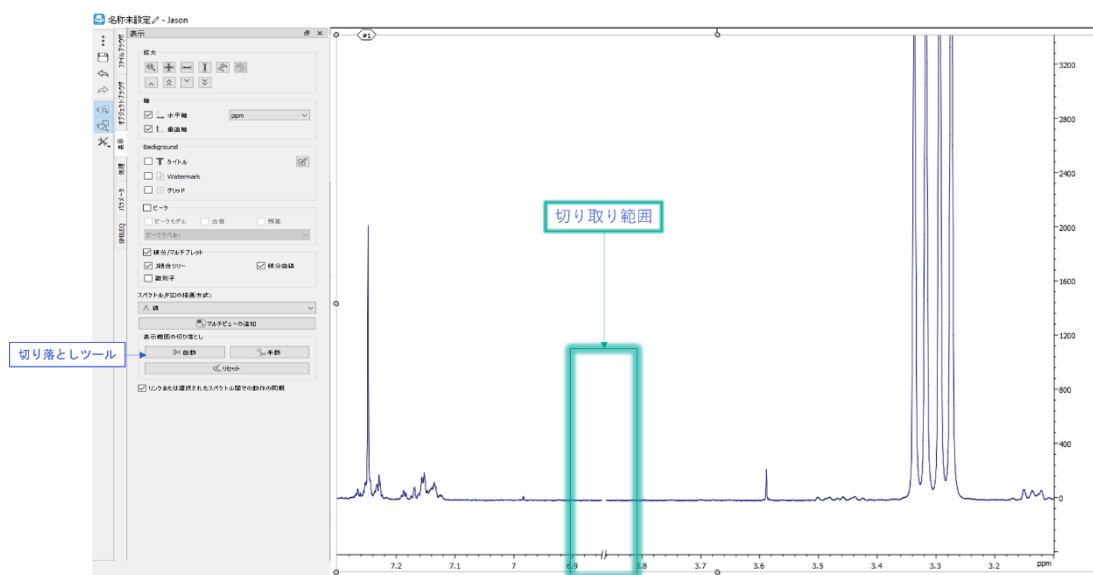 名称未設定 - Jason
表示
#1
ファイルブラウザ
オブジェクトブラウザ
表示
処理
パラメータ
SMILEQ
拡大
軸
水平軸
ppm
垂直軸
Background
タイトル
Watermark
グリッド
ピーク
ピークモデル
合算
残差
ピークラベル:
積分/マルチプレット
J結合ツリー
積分曲線
識別子
スペクトル/FIDの描画方式:
線
マルチビューの追加
表示範囲の切り落とし
自動
手動
リセット
リンクまたは選択されたスペクトル間での動作の同期
切り落としツール
切り取り範囲
3200
2800
2400
2000
1600
1200
800
400
0
7.2 7.1 7 6.9 3.8 3.7 3.6 3.5 3.4 3.3 3.2 ppm